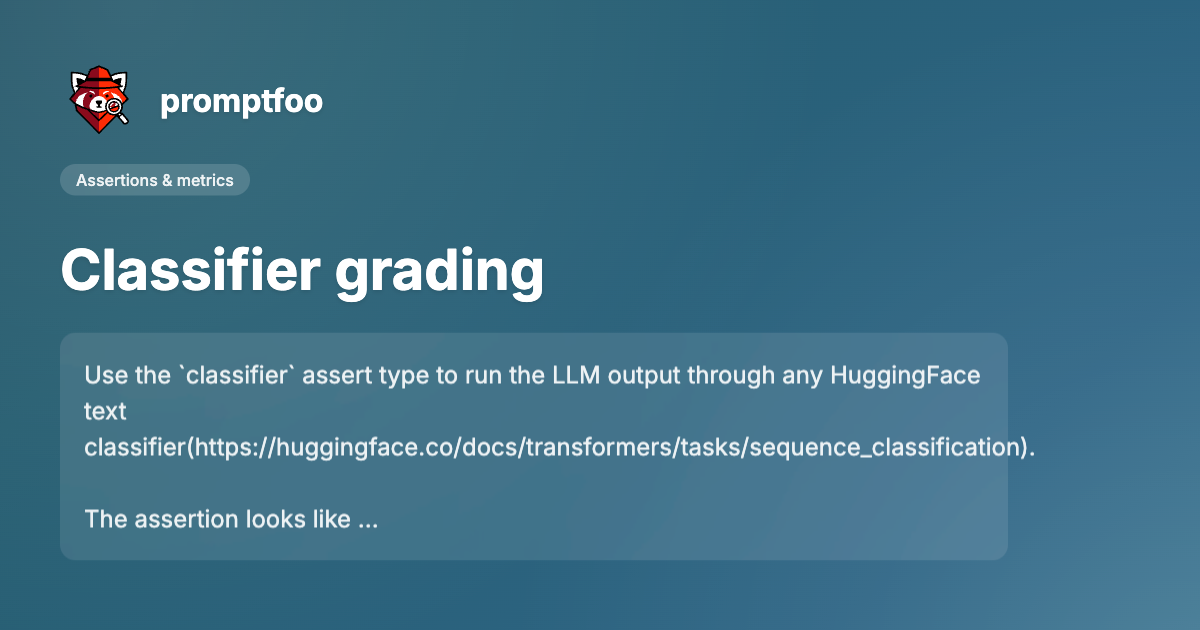 promptfoo
Assertions & metrics
Classifier grading
Use the `classifier` assert type to run the LLM output through any HuggingFace
text
classifier(https://huggingface.co/docs/transformers/tasks/sequence_classification).
The assertion looks like ...